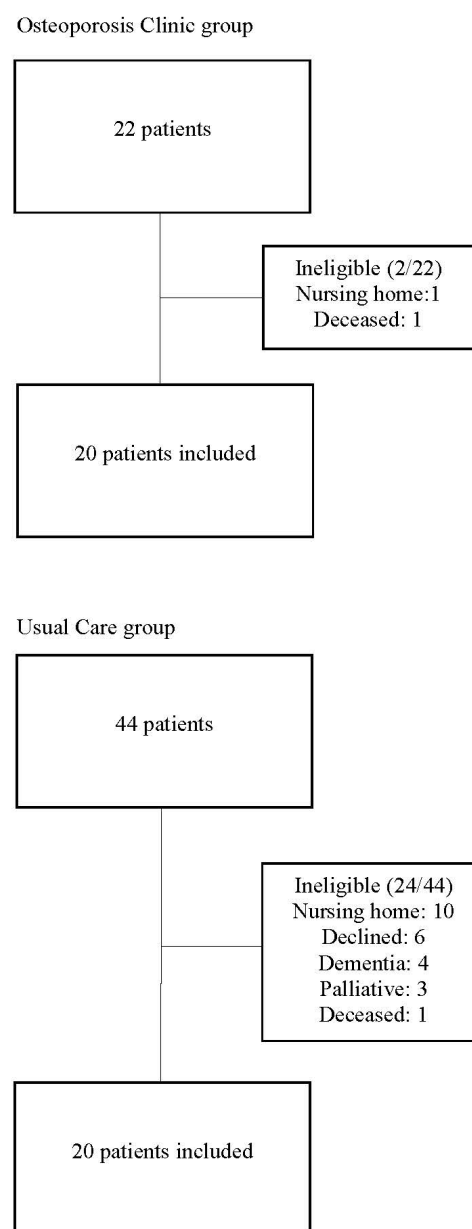 Osteoporosis Clinic group
22 patients
Ineligible (2/22)
Nursing home:1
Deceased: 1
20 patients included
Usual Care group
44 patients
Ineligible (24/44)
Nursing home: 10
Declined: 6
Dementia: 4
Palliative: 3
Deceased: 1
20 patients included